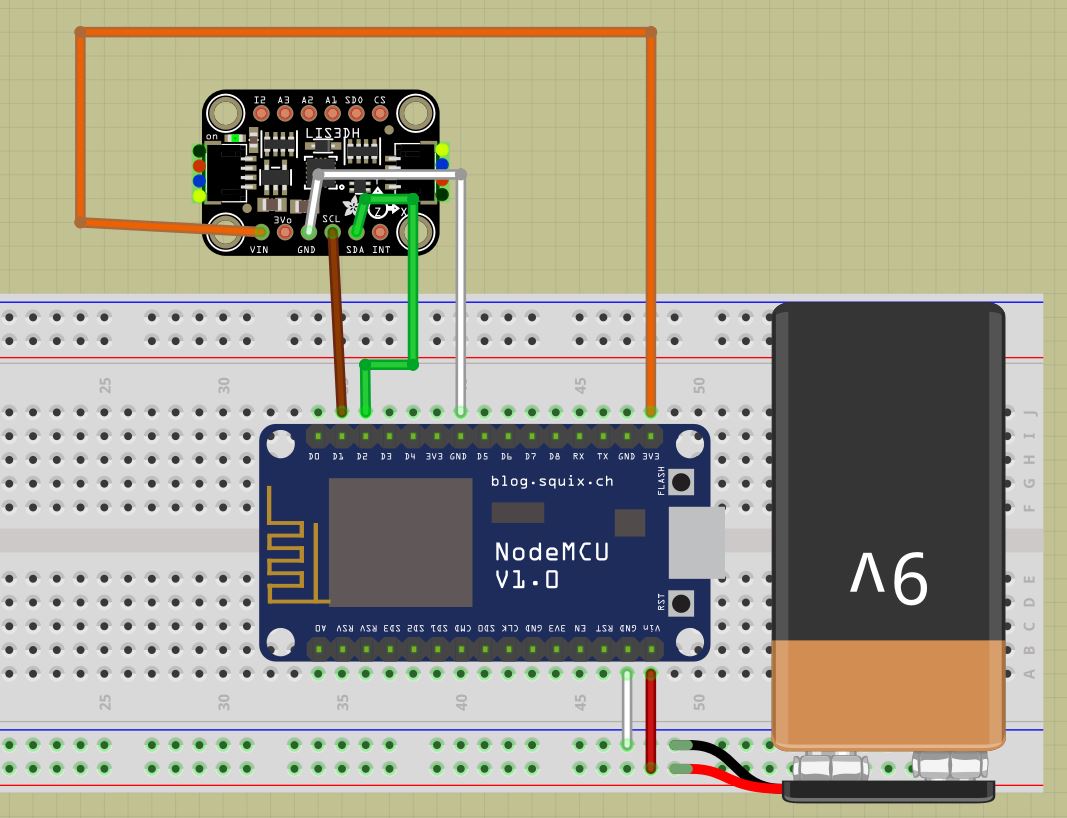 I2 A3 A2 A1 SDO CS
on
LIS3DH
3Vo
SCL
Z
X
VIN GND SDA INT
25 30 45 50
J
I
H
G
F
D0 D1 D2 D3 D4 3V3 GND D5 D6 D7 D8 RX TX GND 3V3
FLASH
blog.squix.ch
NodeMCU
V1.0
RST
A0 RSV RSV SD3 SD2 SD1 CMD SD0 CLK GND 3V3 EN RST GND Vin
E
D
C
B
A
25 30 35 40 45 50
9V